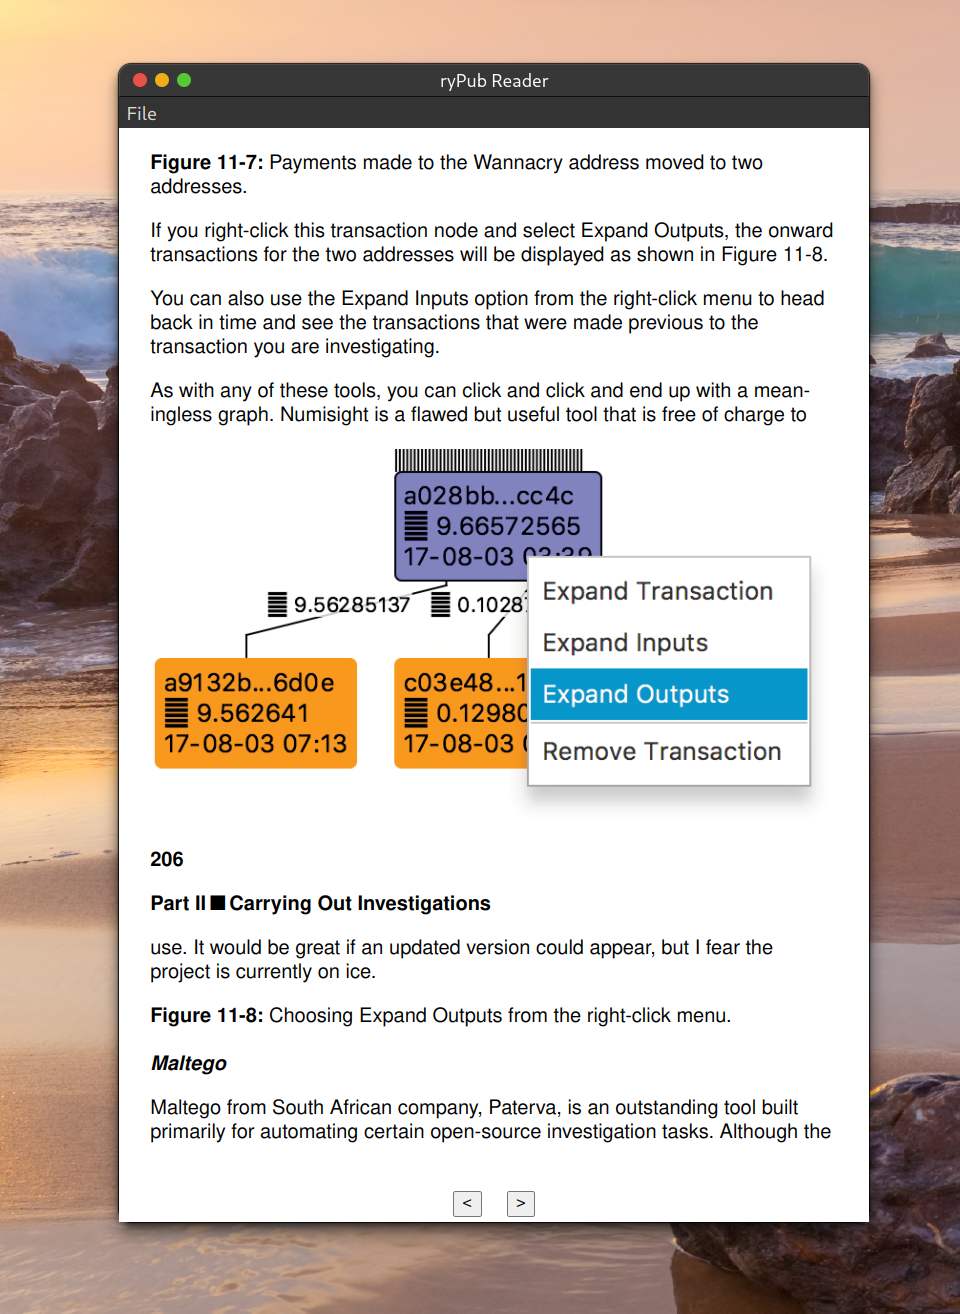 ryPub Reader
File
Figure 11-7: Payments made to the Wannacry address moved to two
addresses.
If you right-click this transaction node and select Expand Outputs, the onward
transactions for the two addresses will be displayed as shown in Figure 11-8.
You can also use the Expand Inputs option from the right-click menu to head
back in time and see the transactions that were made previous to the
transaction you are investigating.
As with any of these tools, you can click and click and end up with a mean-
ingless graph. Numisight is a flawed but useful tool that is free of charge to
a028bb...cc4c
9.66572565
17-08-03 03:39
9.56285137
0.1028
a9132b...6d0e
9.562641
17-08-03 07:13
c03e48...1
0.12980
17-08-03
Expand Transaction
Expand Inputs
Expand Outputs
Remove Transaction
206
Part II ■ Carrying Out Investigations
use. It would be great if an updated version could appear, but I fear the
project is currently on ice.
Figure 11-8: Choosing Expand Outputs from the right-click menu.
Maltego
Maltego from South African company, Paterva, is an outstanding tool built
primarily for automating certain open-source investigation tasks. Although the
< >